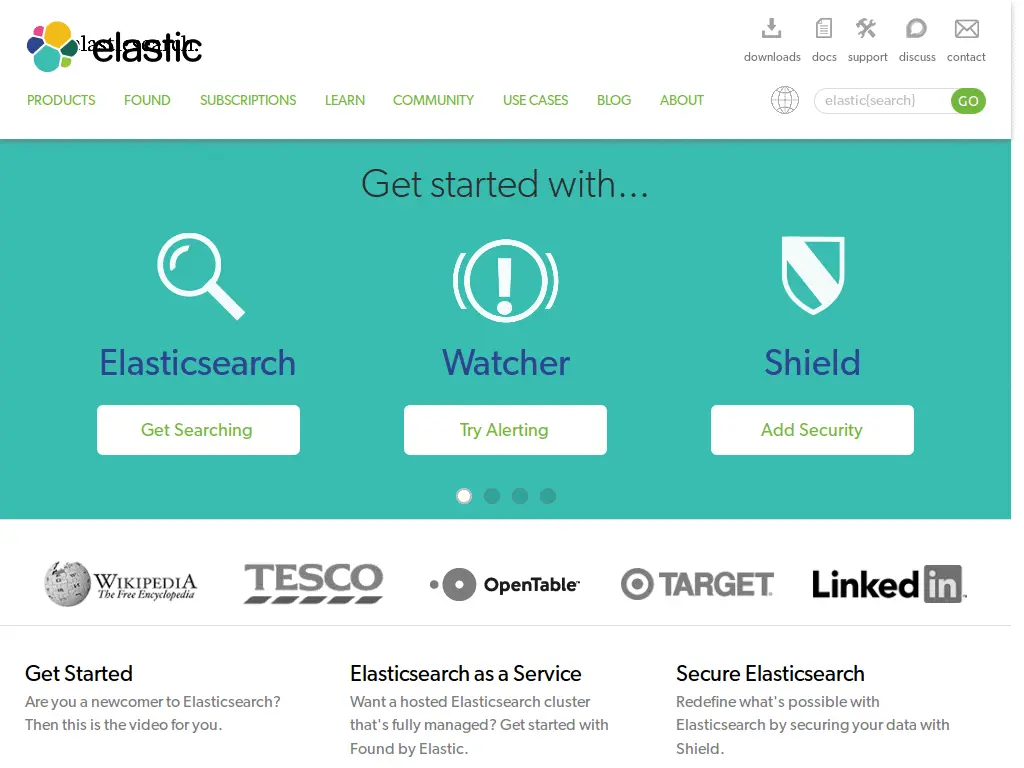 elasticsearch.
elastic
downloads docs support discuss contact
PRODUCTS FOUND SUBSCRIPTIONS LEARN COMMUNITY USE CASES BLOG ABOUT
elastic{search} GO
Get started with...
Elasticsearch Watcher Shield
Get Searching Try Alerting Add Security
WIKIPEDIA
The Free Encyclopedia
TESCO
OpenTable™
TARGET
Linked in
Get Started
Are you a newcomer to Elasticsearch?
Then this is the video for you.
Elasticsearch as a Service
Want a hosted Elasticsearch cluster
that's fully managed? Get started with
Found by Elastic.
Secure Elasticsearch
Redefine what's possible with
Elasticsearch by securing your data with
Shield.